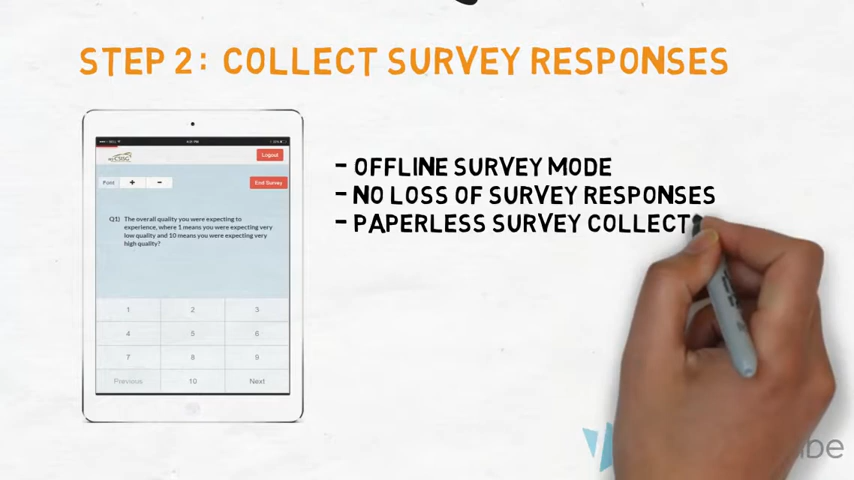 STEP 2: COLLECT SURVEY RESPONSES
Logout
Font + - End Survey
- OFFLINE SURVEY MODE
- NO LOSS OF SURVEY RESPONSES
- PAPERLESS SURVEY COLLECT
Q1) The overall quality you were expecting to
experience, where 1 means you were expecting very
low quality and 10 means you were expecting very
high quality?
1 2 3
4 5 6
7 8 9
Previous 10 Next
be